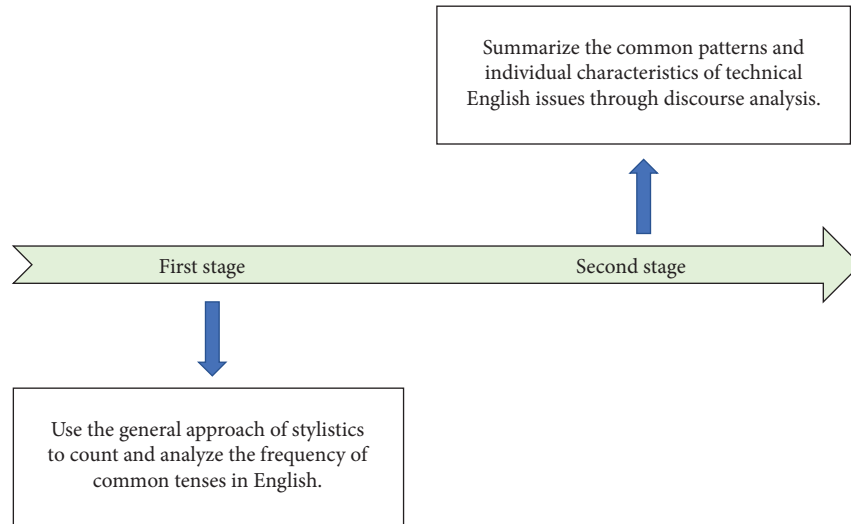 Summarize the common patterns and
individual characteristics of technical
English issues through discourse analysis.
First stage
Second stage
Use the general approach of stylistics
to count and analyze the frequency of
common tenses in English.